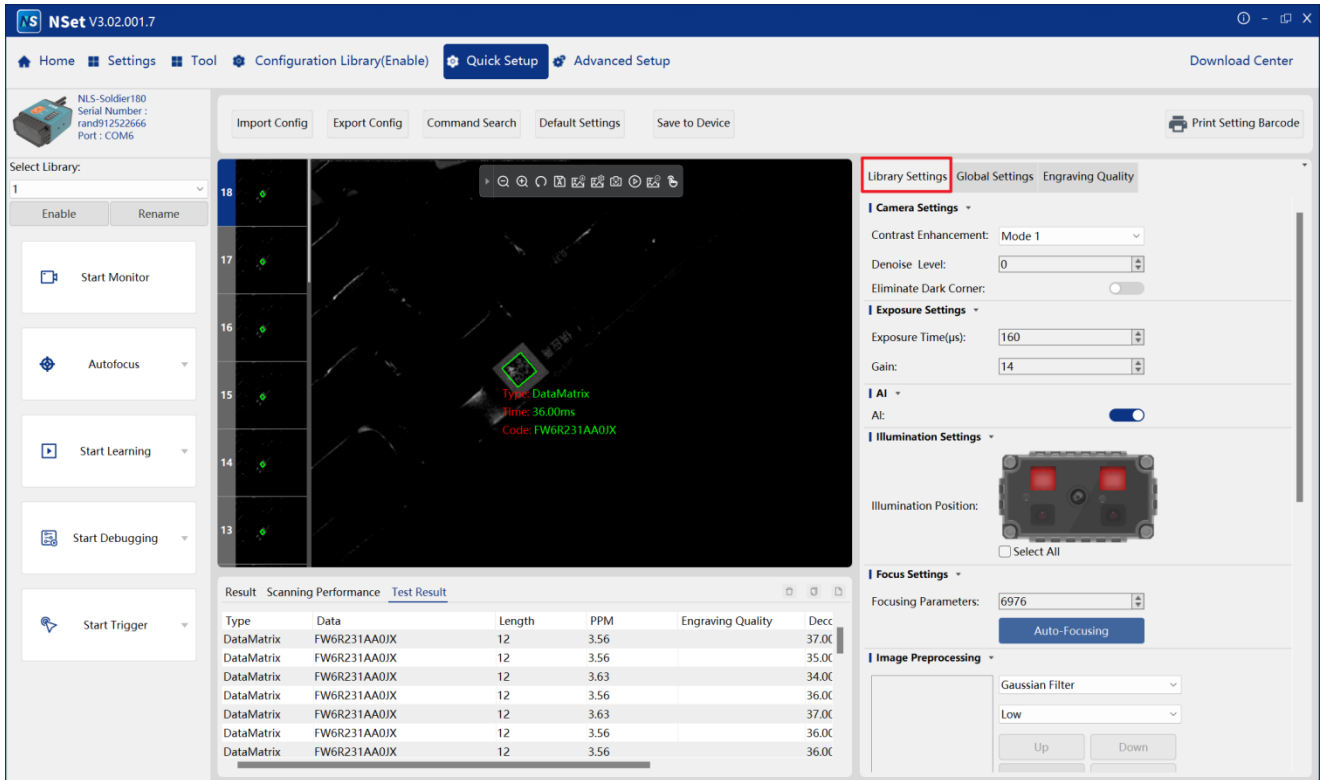 NS NSet V3.02.001.7
Home Settings Tool Configuration Library(Enable) Quick Setup Advanced Setup Download Center
NLS-Soldier180
Serial Number :
rand912522666
Port : COM6
Import Config Export Config Command Search Default Settings Save to Device Print Setting Barcode
Select Library:
1
Enable Rename
Start Monitor
Autofocus
Start Learning
Start Debugging
Start Trigger
18
17
16
15
14
13
Type: DataMatrix
Time: 36.00ms
Code: FW6R231AA0JX
Result Scanning Performance Test Result
Type Data Length PPM Engraving Quality Decc
DataMatrix FW6R231AA0JX 12 3.56 37.00
DataMatrix FW6R231AA0JX 12 3.56 35.00
DataMatrix FW6R231AA0JX 12 3.63 34.00
DataMatrix FW6R231AA0JX 12 3.56 36.00
DataMatrix FW6R231AA0JX 12 3.63 37.00
DataMatrix FW6R231AA0JX 12 3.56 36.00
DataMatrix FW6R231AA0JX 12 3.56 36.00
Library Settings Global Settings Engraving Quality
Camera Settings
Contrast Enhancement: Mode 1
Denoise Level: 0
Eliminate Dark Corner:
Exposure Settings
Exposure Time(μs): 160
Gain: 14
AI
AI:
Illumination Settings
Illumination Position:
Select All
Focus Settings
Focusing Parameters: 6976
Auto-Focusing
Image Preprocessing
Gaussian Filter
Low
Up Down